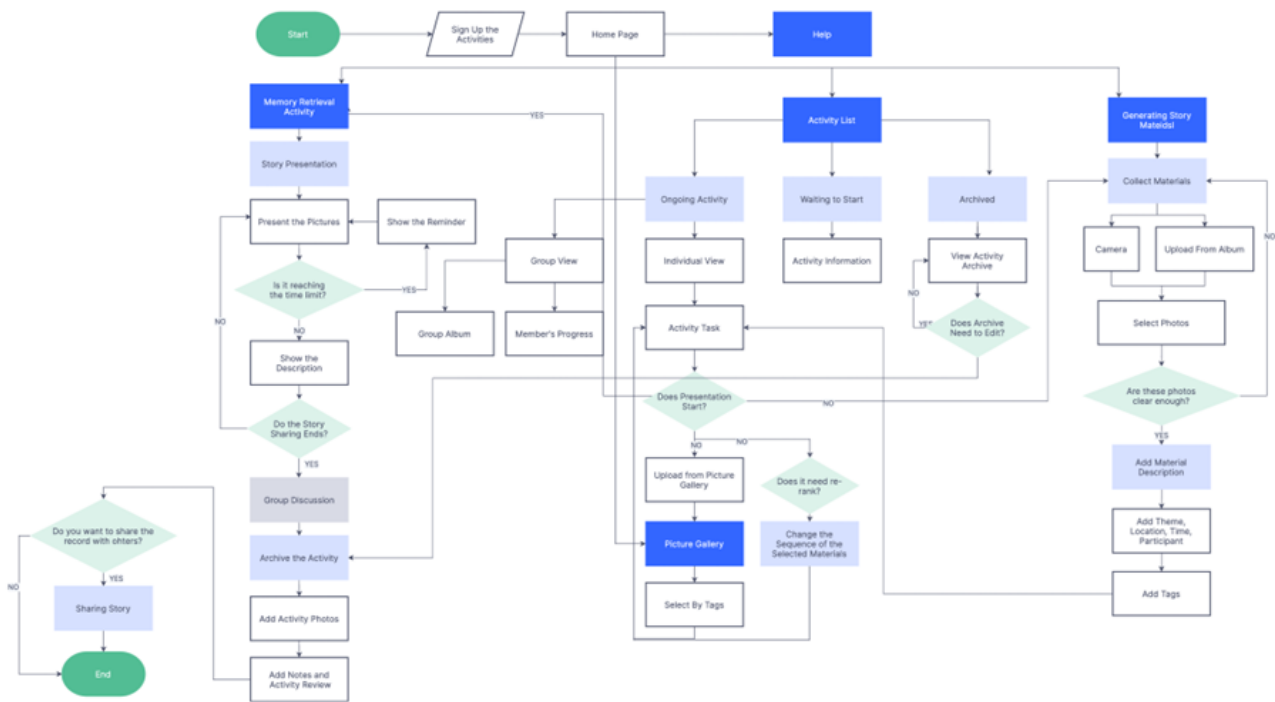 Start
Sign Up the
Activities
Home Page
Help
Memory Retrieval
Activity
YES
Activity List
Generating Story
Mateidsl
Story Presentation
Collect Materials
Ongoing Activity
Waiting to Start
Archived
Present the Pictures
Show the Reminder
Camera
Upload From Album
NO
Group View
Individual View
Activity Information
View Activity
Archive
Is it reaching
the time limit?
YES
NO
NO
NO
Group Album
Member's Progress
Activity Task
YES
Does Archive
Need to Edit?
Select Photos
Show the
Description
Does Presentation
Start?
NO
Are these photos
clear enough?
Do the Story
Sharing Ends?
YES
NO
NO
YES
Upload from Picture
Gallery
Does it need re-
rank?
Add Material
Description
Group Discussion
Do you want to share the
record with ohters?
Archive the Activity
Picture Gallery
Change the
Sequence of the
Selected Materials
Add Theme,
Location, Time,
Participant
NO
YES
Sharing Story
Add Activity Photos
Select By Tags
Add Tags
End
Add Notes and
Activity Review